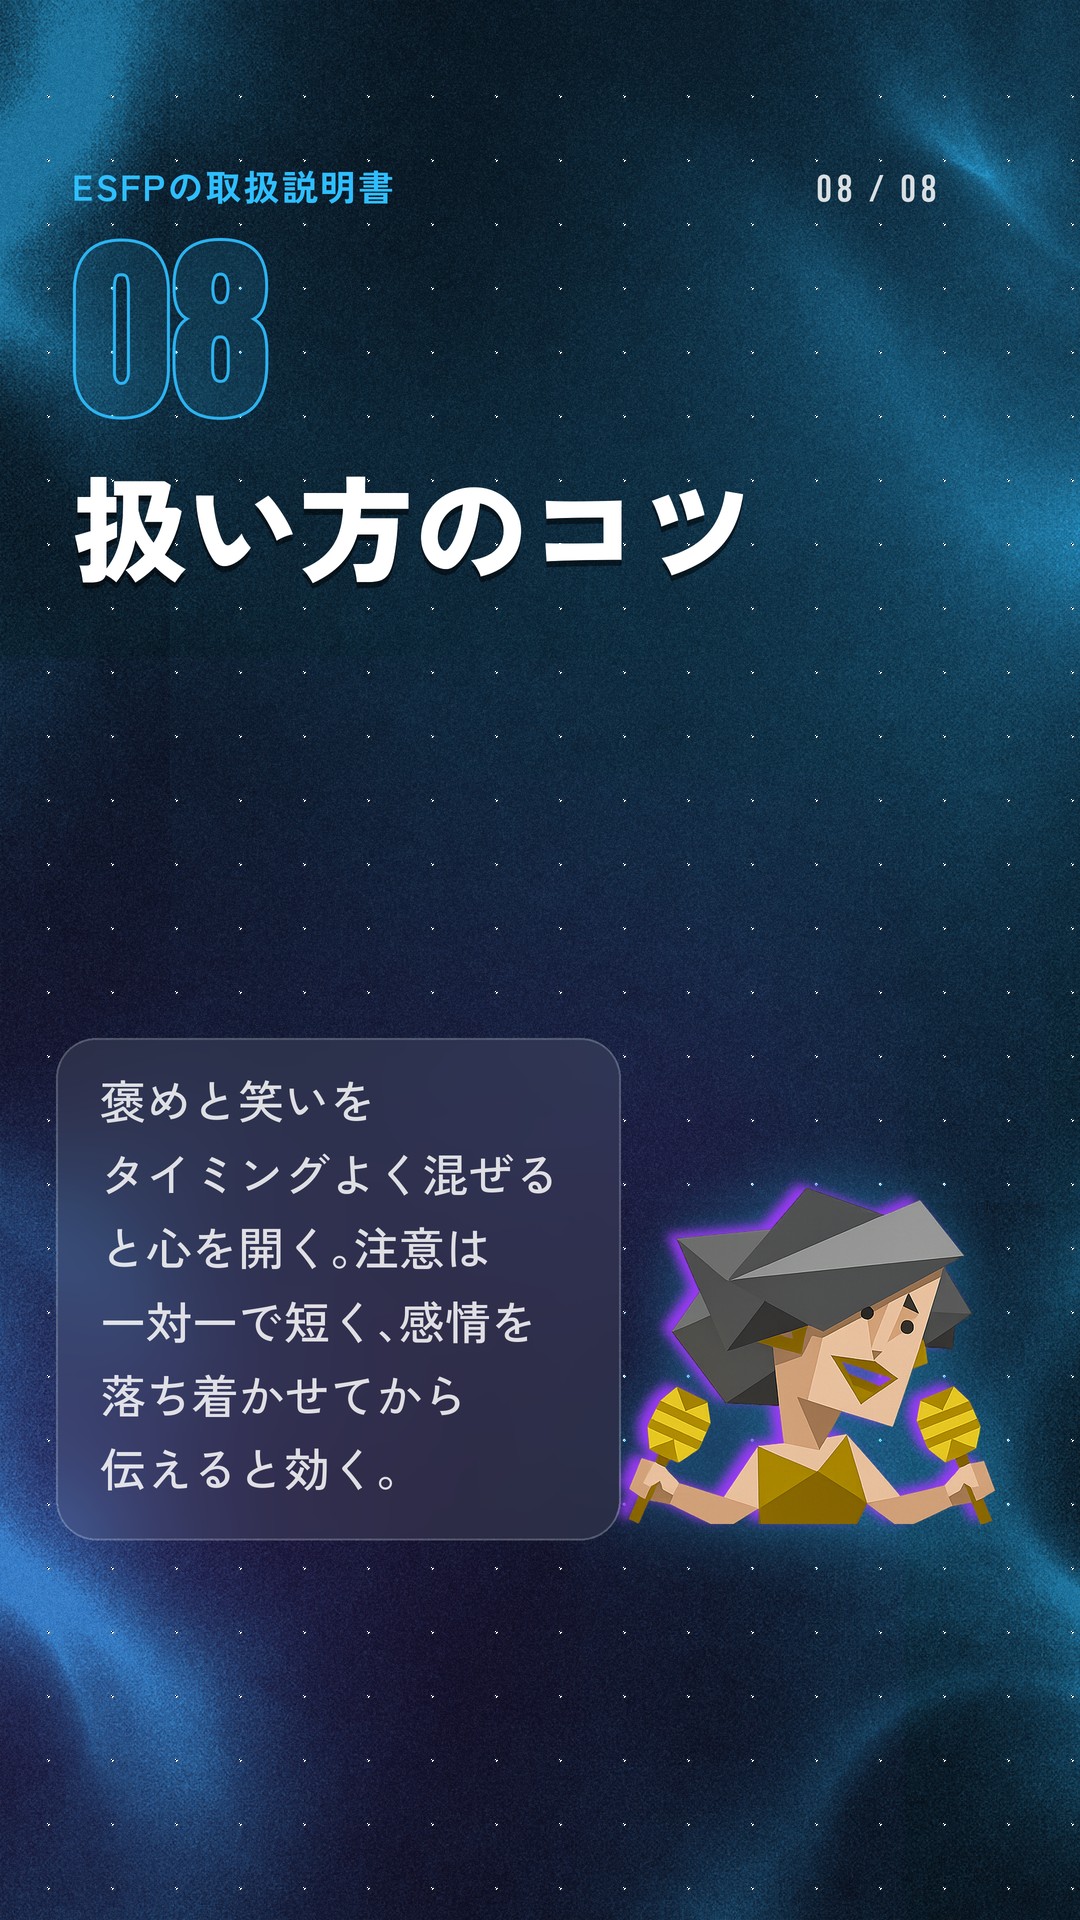 ESFPの取扱説明書
08 / 08
08
扱い方のコツ
褒めと笑いを
タイミングよく混ぜる
と心を開く。注意は
一対一で短く、感情を
落ち着かせてから
伝えると効く。